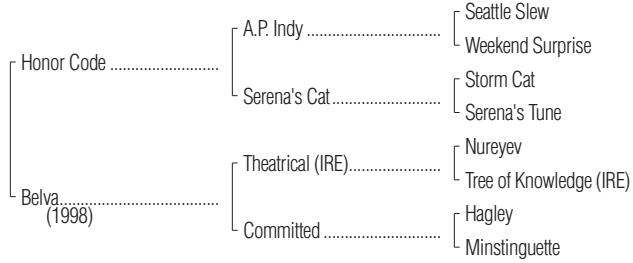 Seattle Slew
A.P. Indy ................................
Weekend Surprise
Honor Code ..........................
Storm Cat
Serena's Cat..........................
Serena's Tune
Nureyev
Theatrical (IRE)......................
Tree of Knowledge (IRE)
Belva........................................
(1998)
Hagley
Committed ............................
Minstinguette